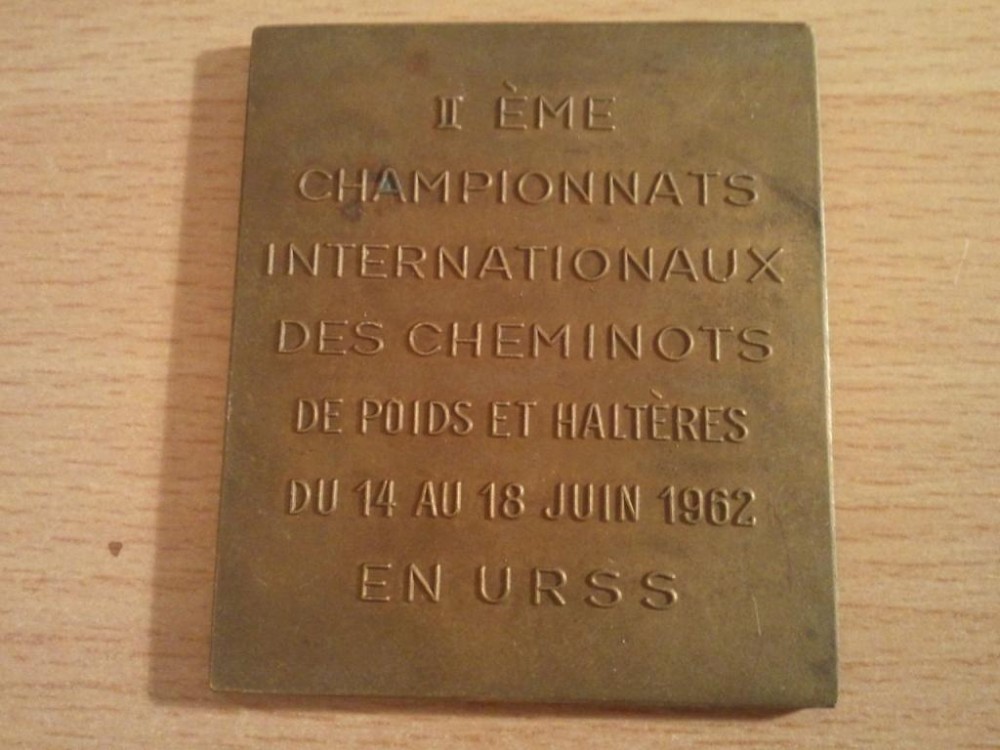 II ÈME
CHAMPIONNATS
INTERNATIONAUX
DES CHEMINOTS
DE POIDS ET HALTÈRES
DU 14 AU 18 JUIN 1962
EN URSS